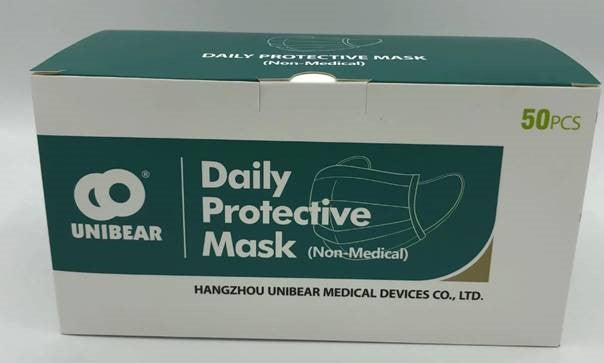 DAILY PROTECTIVE MASK
(Non-Medical)
50PCS
®
UNIBEAR
Daily
Protective
Mask (Non-Medical)
HANGZHOU UNIBEAR MEDICAL DEVICES CO., LTD.